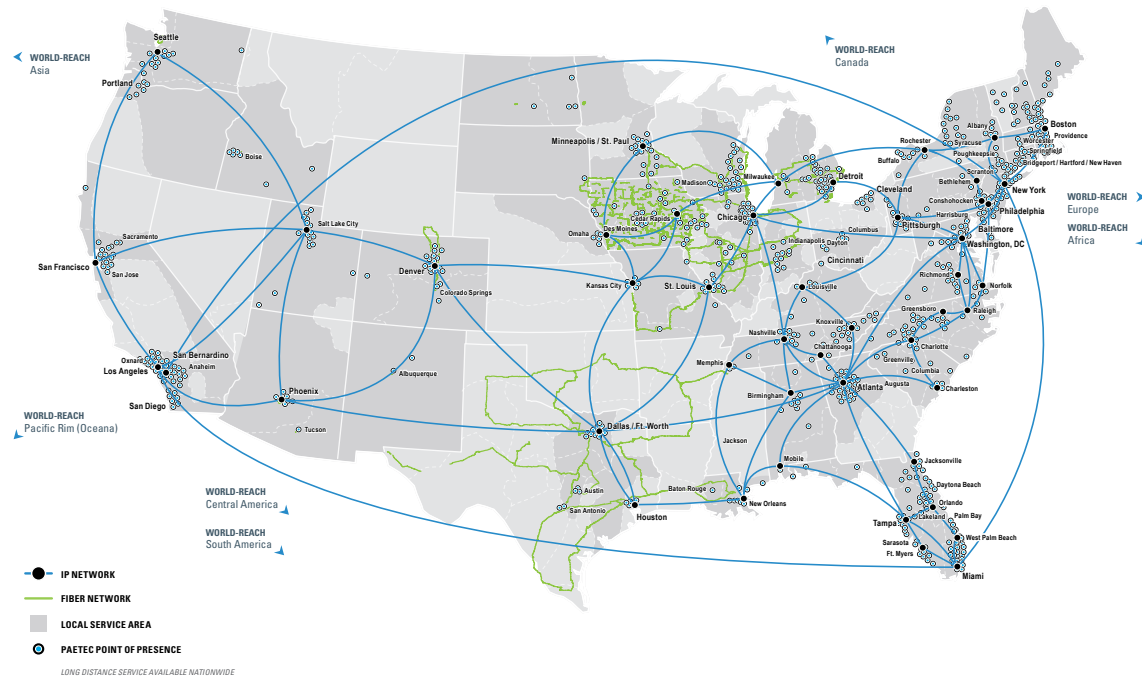 Seattle
WORLD-REACH
Asia
Portland
WORLD-REACH
Canada
Minneapolis / St. Paul
Boise
Albany
Boston
Rochester
Providence
Syracuse
Worcester
Poughkeepsie
Springfield
Buffalo
Bridgeport / Hartford / New Haven
Scranton
Madison
Milwaukee
Detroit
Bethlehem
Cleveland
New York
WORLD-REACH
Europe
Conshohocken
Philadelphia
Cedar Rapids
Chicago
Harrisburg
Pittsburgh
Baltimore
WORLD-REACH
Africa
Salt Lake City
Sacramento
Omaha
Des Moines
Columbus
Indianapolis
Dayton
Washington, DC
Cincinnati
San Francisco
San Jose
Denver
Colorado Springs
Kansas City
St. Louis
Louisville
Richmond
Norfolk
Greensboro
Raleigh
Knoxville
Nashville
Chattanooga
Charlotte
San Bernardino
Oxnard
Anaheim
Los Angeles
Albuquerque
Memphis
Greenville
Columbia
Atlanta
Augusta
Charleston
San Diego
Phoenix
Birmingham
WORLD-REACH
Pacific Rim (Oceana)
Tucson
Dallas / Ft. Worth
Jackson
Mobile
Jacksonville
Daytona Beach
WORLD-REACH
Central America
Austin
San Antonio
Houston
Baton Rouge
New Orleans
Orlando
Lakeland
Palm Bay
Tampa
WORLD-REACH
South America
West Palm Beach
Sarasota
Ft. Myers
Miami
IP NETWORK
FIBER NETWORK
LOCAL SERVICE AREA
PAETEC POINT OF PRESENCE
LONG DISTANCE SERVICE AVAILABLE NATIONWIDE